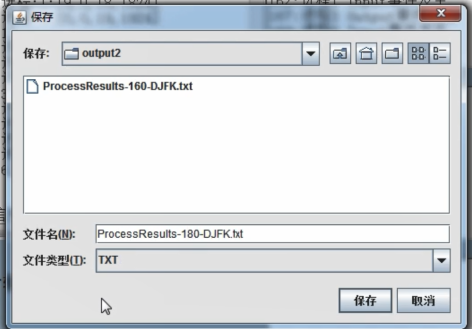 保存
保存: output2
ProcessResults-160-DJFK.txt
文件名(N): ProcessResults-180-DJFK.txt
文件类型(T): TXT
保存 取消